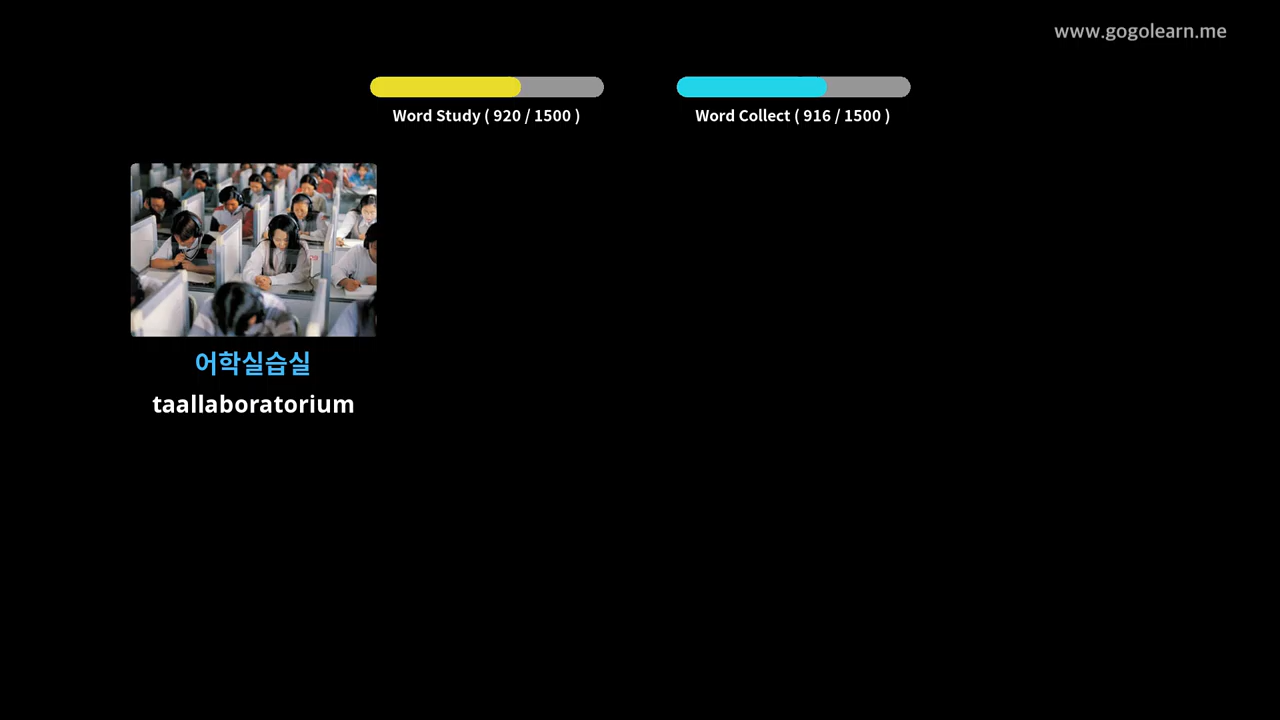 www.gogolearn.me
Word Study ( 920 / 1500 )
Word Collect ( 916 / 1500 )
어학실습실
taallaboratorium